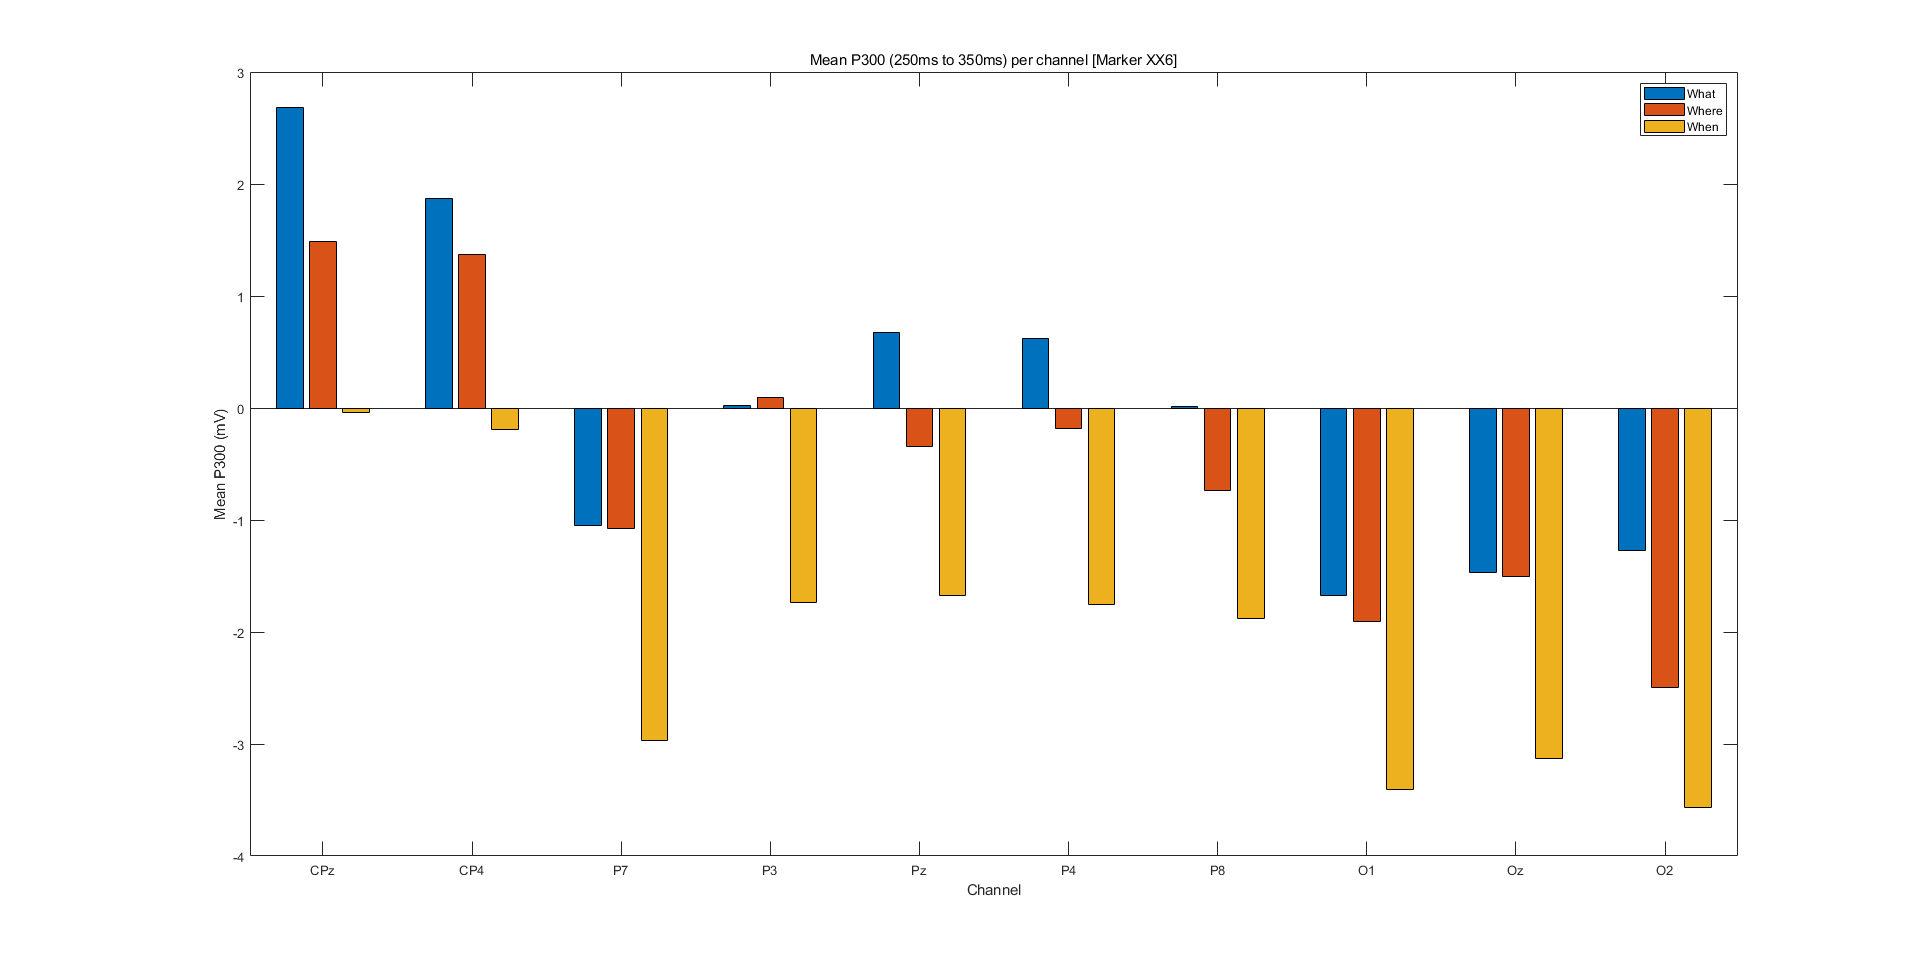 Mean P300 (250ms to 350ms) per channel [Marker XX6]
What
Where
When
3
2
1
0
-1
-2
-3
-4
Mean P300 (mV)
CPz CP4 P7 P3 Pz P4 P8 O1 Oz O2
Channel